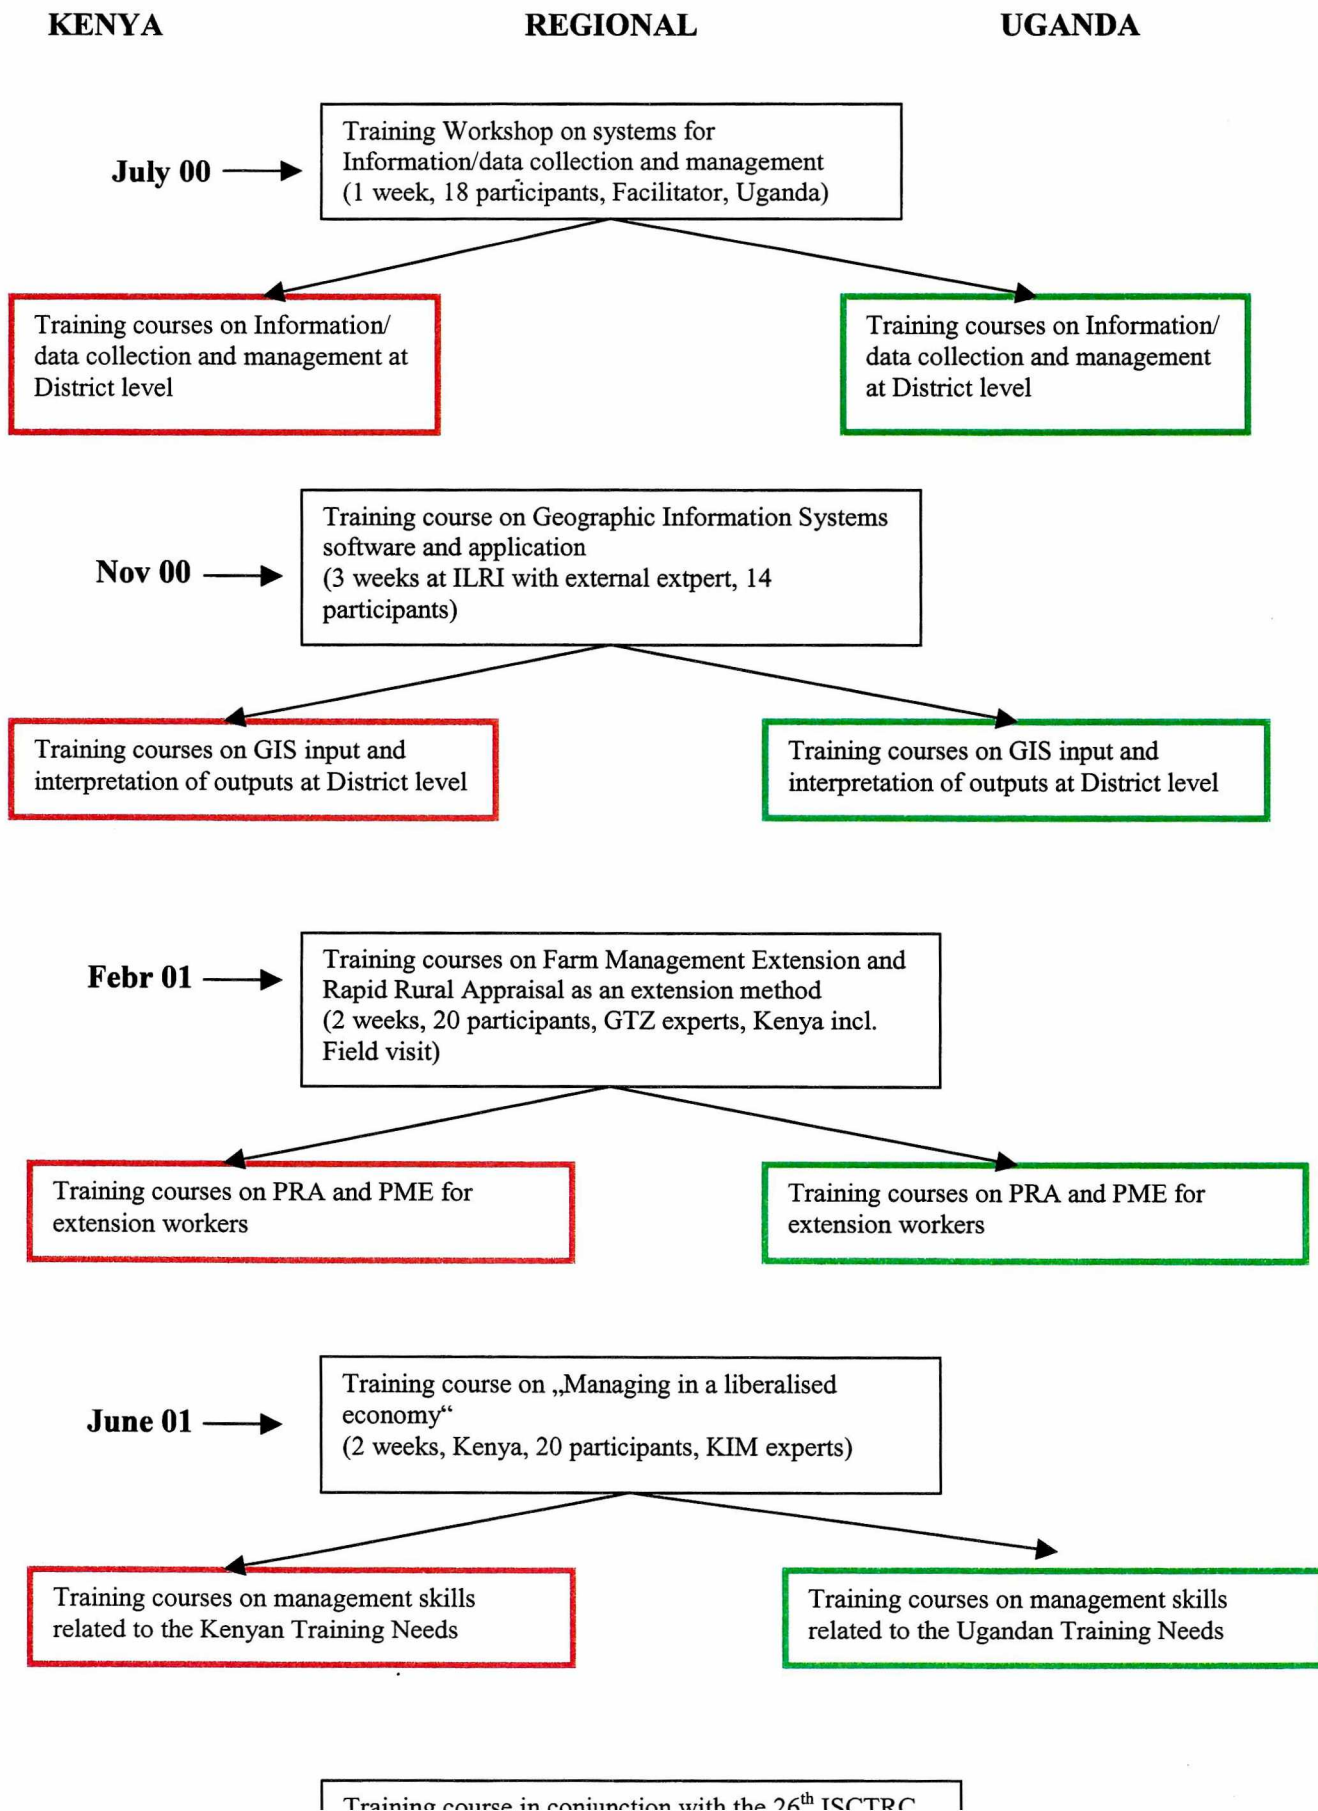 KENYA REGIONAL UGANDA
July 00
Training Workshop on systems for
Information/data collection and management
(1 week, 18 participants, Facilitator, Uganda)
Training courses on Information/
data collection and management at
District level
Training courses on Information/
data collection and management
at District level
Nov 00
Training course on Geographic Information Systems
software and application
(3 weeks at ILRI with external extpert, 14
participants)
Training courses on GIS input and
interpretation of outputs at District level
Training courses on GIS input and
interpretation of outputs at District level
Febr 01
Training courses on Farm Management Extension and
Rapid Rural Appraisal as an extension method
(2 weeks, 20 participants, GTZ experts, Kenya incl.
Field visit)
Training courses on PRA and PME for
extension workers
Training courses on PRA and PME for
extension workers
June 01
Training course on „Managing in a liberalised
economy“
(2 weeks, Kenya, 20 participants, KIM experts)
Training courses on management skills
related to the Kenyan Training Needs
Training courses on management skills
related to the Ugandan Training Needs
Training course in conjunction with the 26th ISCTRC